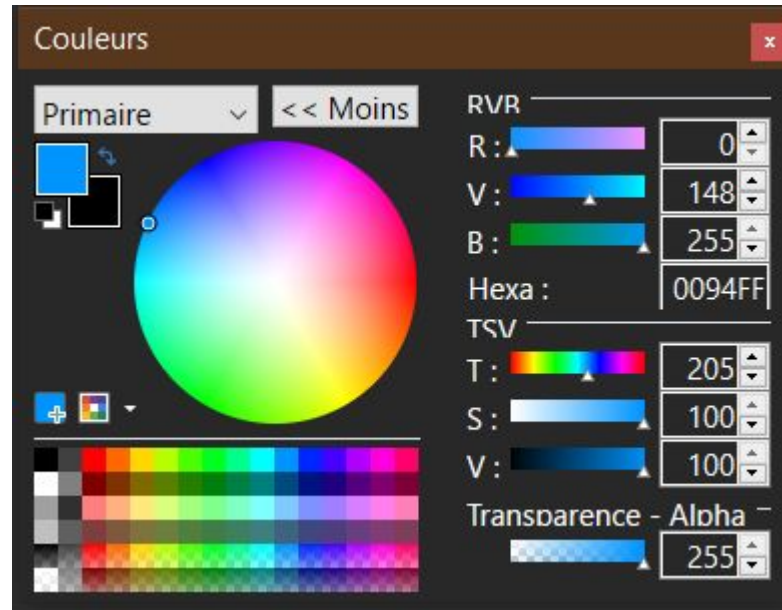 Couleurs
x
Primaire
<< Moins
RVB
R : 0
V : 148
B : 255
Hexa : 0094FF
TSV
T : 205
S : 100
V : 100
Transparence - Alpha
255